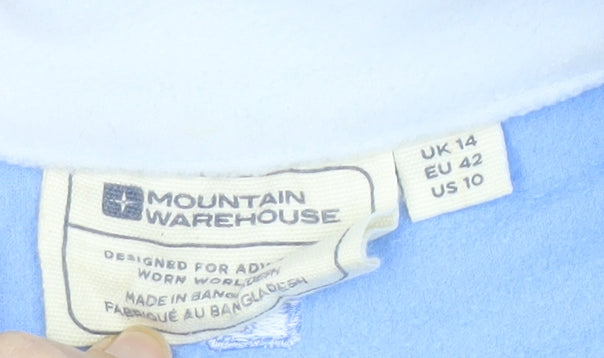 MOUNTAIN
WAREHOUSE
DESIGNED FOR
WORN
MADE IN
FABRIQUÉ AU BANGLADESH
UK 14
EU 42
US 10